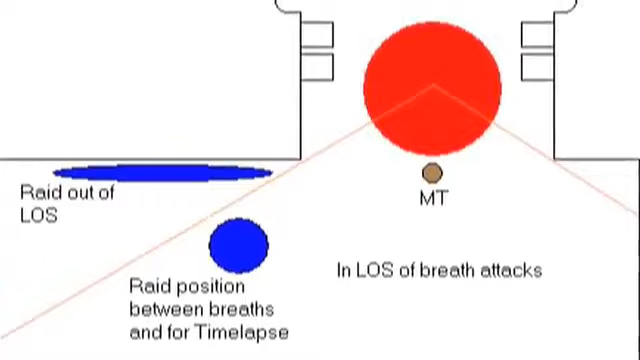 Raid out of
LOS
MT
In LOS of breath attacks
Raid position
between breaths
and for Timelapse